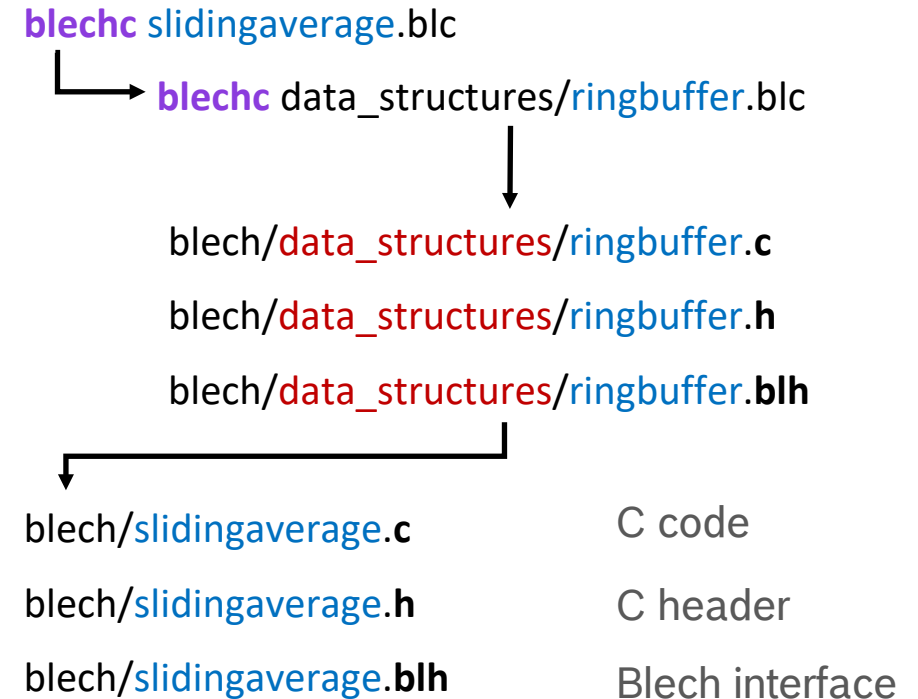 blechc slidingaverage.blc
blechc data_structures/ringbuffer.blc
blech/data_structures/ringbuffer.c
blech/data_structures/ringbuffer.h
blech/data_structures/ringbuffer.blh
blech/slidingaverage.c C code
blech/slidingaverage.h C header
blech/slidingaverage.blh Blech interface